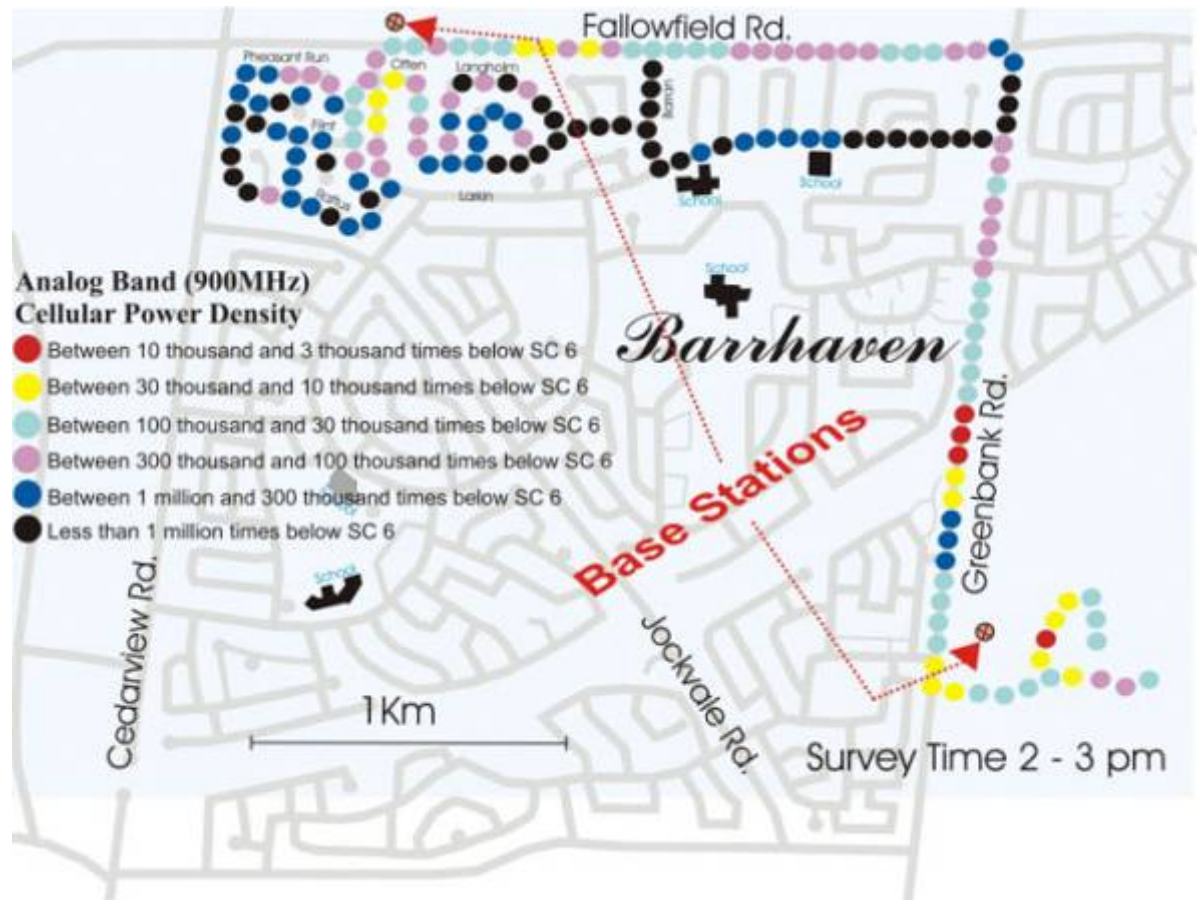 Fallowfield Rd.
Pheasant Run
Offen
Langholm
Barran
Flint
Raftus
Larkin
School
School
School
Barrhaven
Analog Band (900MHz)
Cellular Power Density
Between 10 thousand and 3 thousand times below SC 6
Between 30 thousand and 10 thousand times below SC 6
Between 100 thousand and 30 thousand times below SC 6
Between 300 thousand and 100 thousand times below SC 6
Between 1 million and 300 thousand times below SC 6
Less than 1 million times below SC 6
Greenbank Rd.
Base Stations
School
School
Cedarview Rd.
Jockvale Rd.
1Km
Survey Time 2 - 3 pm